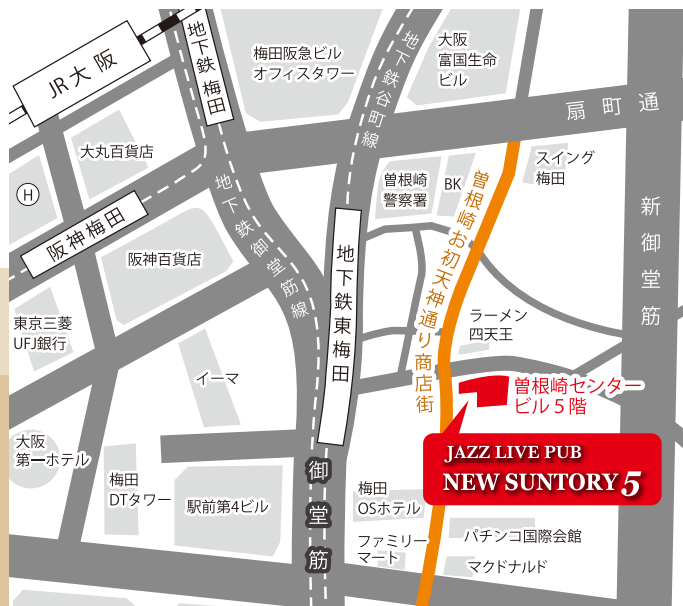 JR大阪
地下鉄梅田
梅田阪急ビル
オフィスタワー
地下鉄谷町線
大阪
富国生命
ビル
扇町通
大丸百貨店
H
曽根崎
警察署
BK
スイング
梅田
阪神梅田
地下鉄御堂筋線
曽根崎お初天神通り商店街
新御堂筋
阪神百貨店
地下鉄東梅田
東京三菱
UFJ銀行
ラーメン
四天王
イーマ
曽根崎センター
ビル5階
大阪
第一ホテル
JAZZ LIVE PUB
NEW SUNTORY 5
梅田
DTタワー
駅前第4ビル
御堂筋
梅田
OSホテル
ファミリー
マート
パチンコ国際会館
マクドナルド